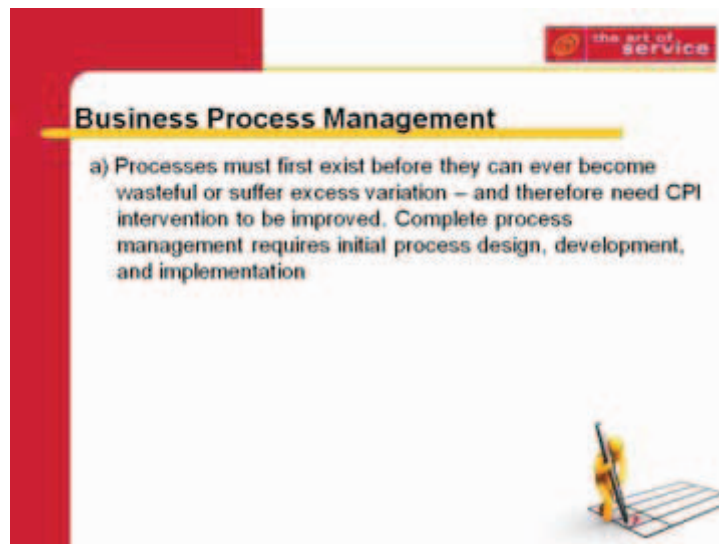 the art of
service
Business Process Management
a) Processes must first exist before they can ever become
wasteful or suffer excess variation – and therefore need CPI
intervention to be improved. Complete process
management requires initial process design, development,
and implementation